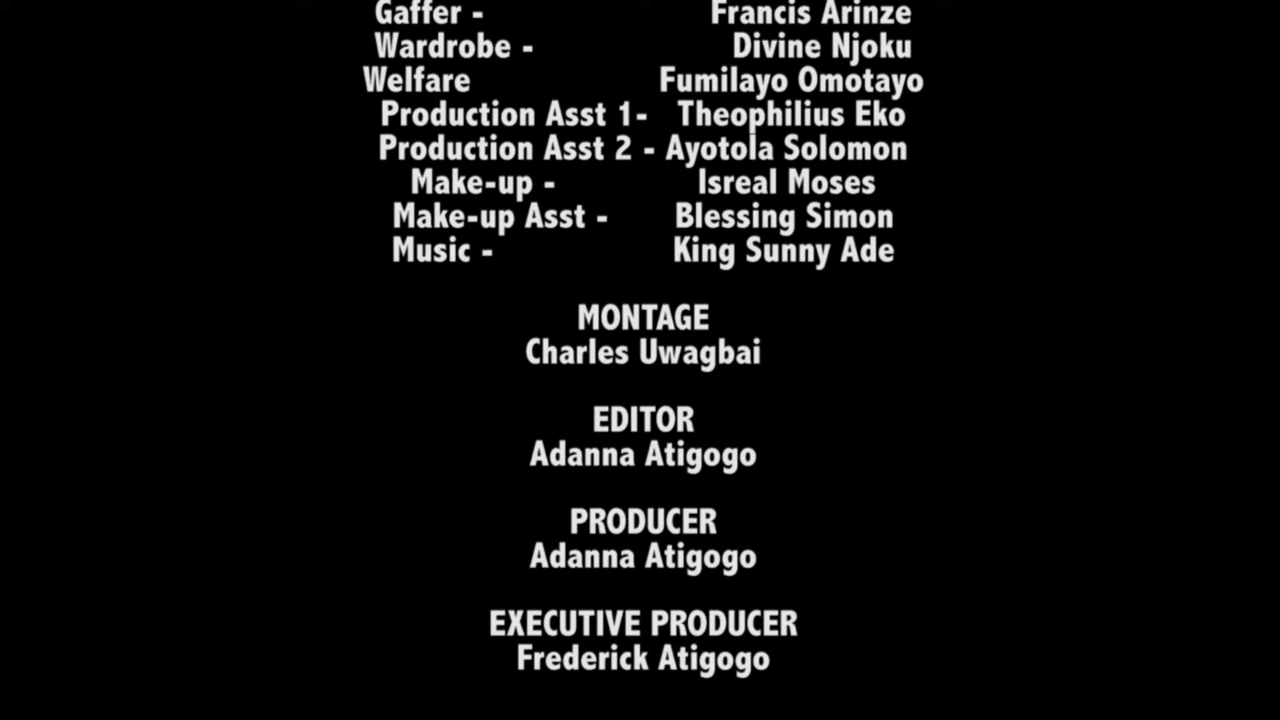 Gaffer - Francis Arinze
Wardrobe - Divine Njoku
Welfare Fumilayo Omotayo
Production Asst 1- Theophilius Eko
Production Asst 2 - Ayotola Solomon
Make-up - Isreal Moses
Make-up Asst - Blessing Simon
Music - King Sunny Ade
MONTAGE
Charles Uwagbai
EDITOR
Adanna Atigogo
PRODUCER
Adanna Atigogo
EXECUTIVE PRODUCER
Frederick Atigogo